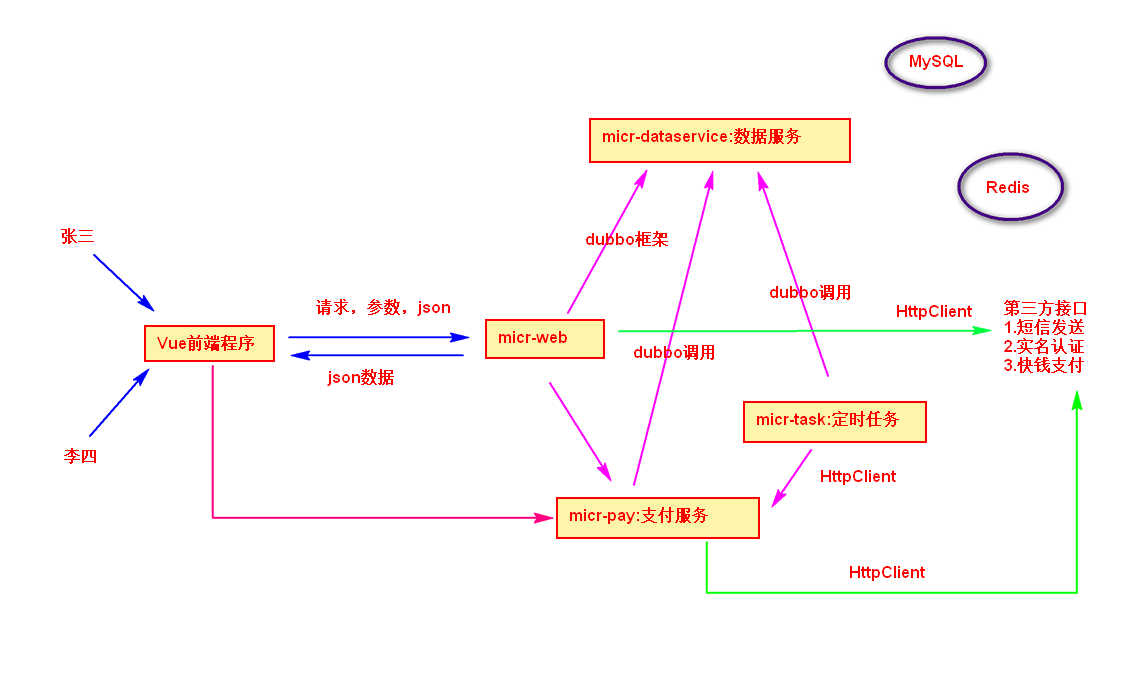 MySQL
micr-dataservice:数据服务
Redis
张三
dubbo框架
dubbo调用
请求，参数，json
HttpClient
第三方接口
1.短信发送
2.实名认证
3.快钱支付
Vue前端程序
micr-web
dubbo调用
json数据
micr-task:定时任务
李四
HttpClient
micr-pay:支付服务
HttpClient